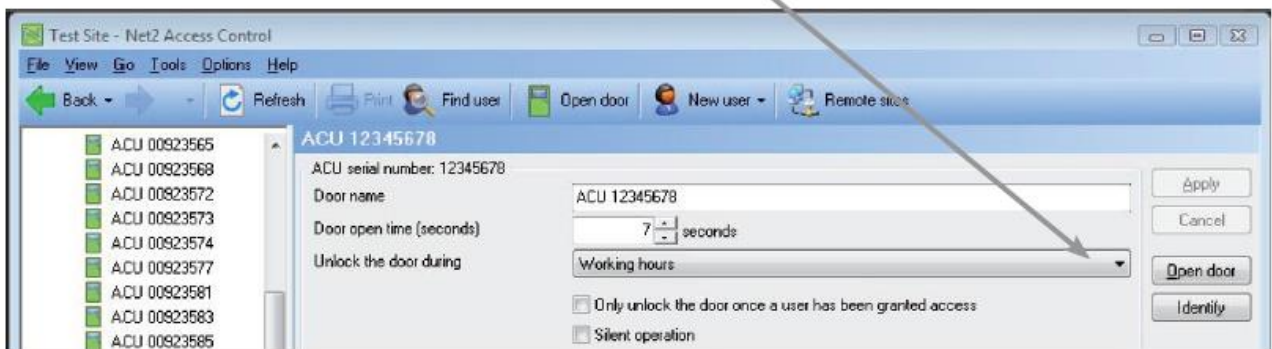 Test Site - Net2 Access Control
File View Go Tools Options Help
Back Refresh Print Find user Open door New user Remote sites
ACU 00923565
ACU 00923568
ACU 00923572
ACU 00923573
ACU 00923574
ACU 00923577
ACU 00923581
ACU 00923583
ACU 00923585
ACU 12345678
ACU serial number: 12345678
Door name ACU 12345678
Door open time (seconds) 7 seconds
Unlock the door during Working hours
Only unlock the door once a user has been granted access
Silent operation
Apply
Cancel
Open door
Identify